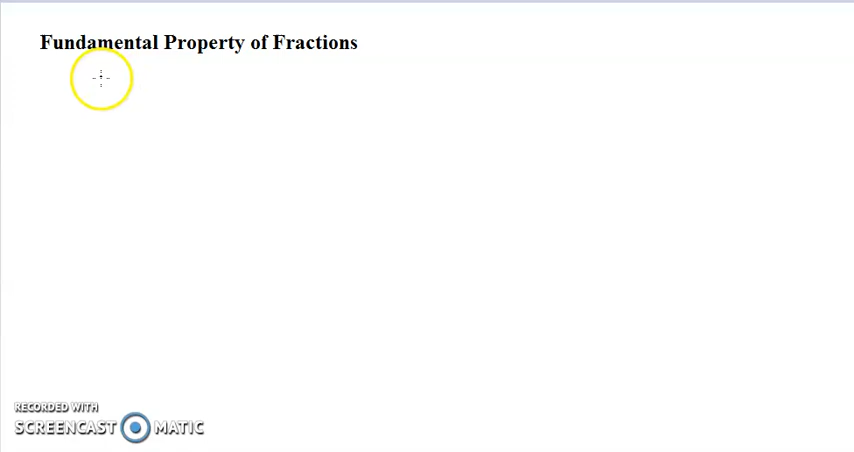 Fundamental Property of Fractions
RECORDED WITH
SCREENCAST MATIC